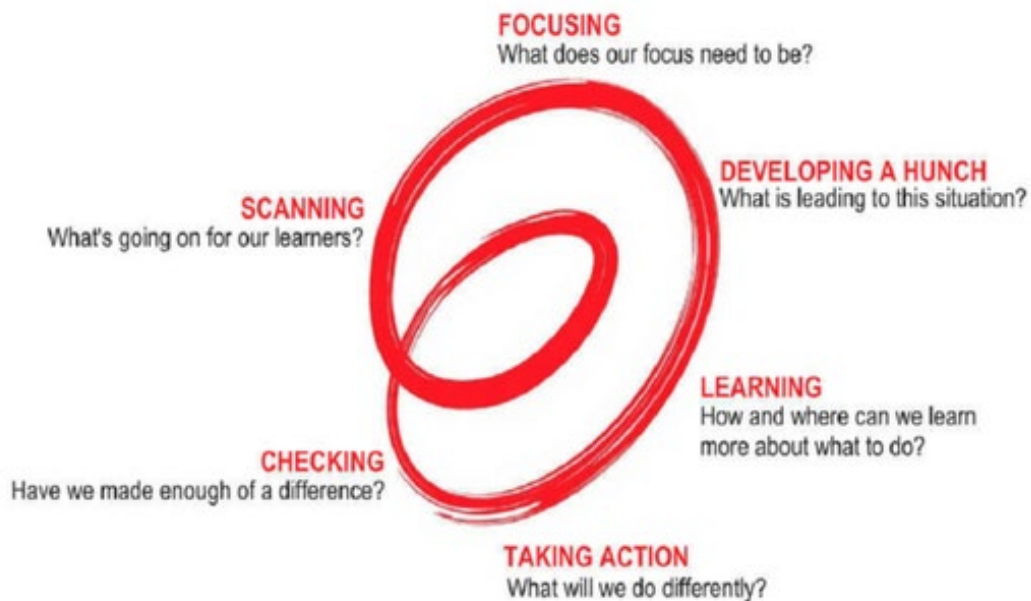 FOCUSING
What does our focus need to be?
DEVELOPING A HUNCH
What is leading to this situation?
SCANNING
What's going on for our learners?
LEARNING
How and where can we learn
more about what to do?
CHECKING
Have we made enough of a difference?
TAKING ACTION
What will we do differently?